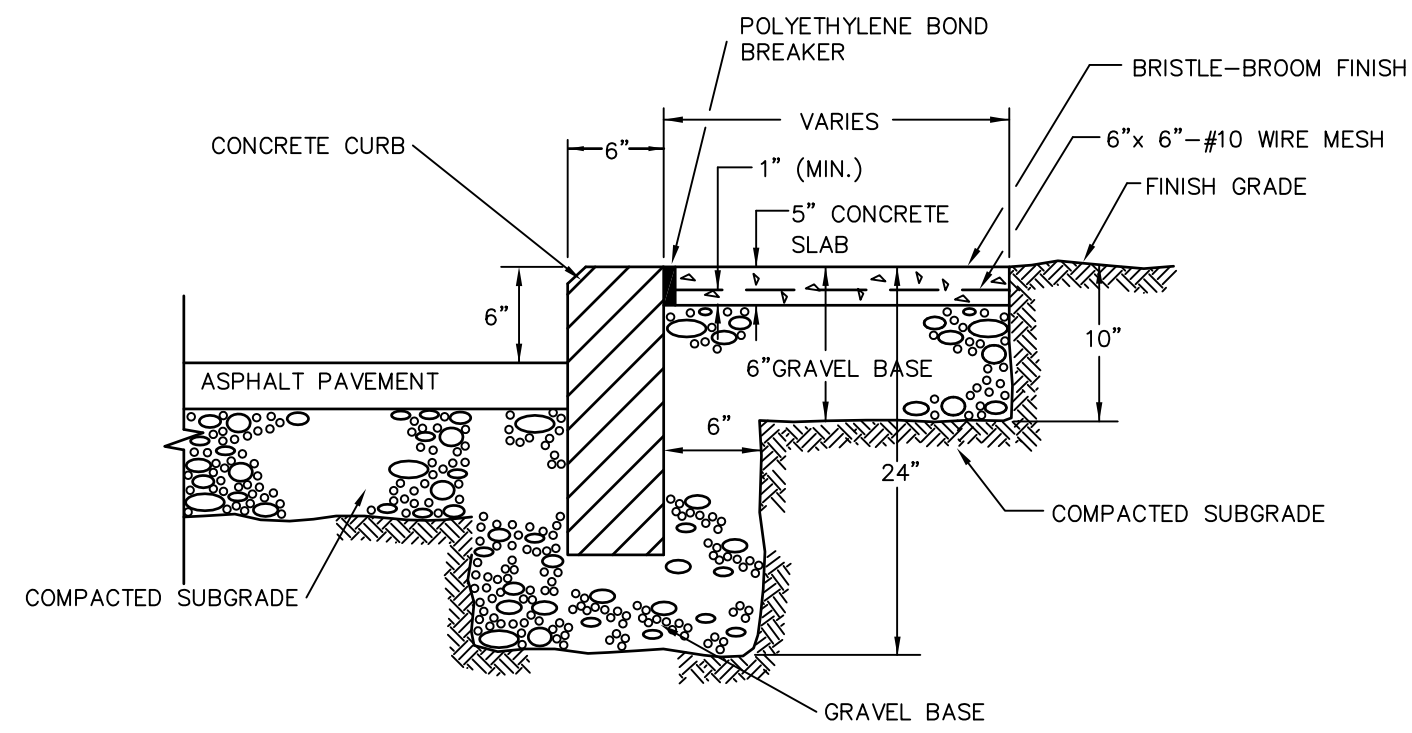 POLYETHYLENE BOND
BREAKER
BRISTLE-BROOM FINISH
VARIES
CONCRETE CURB
6"
6"x 6"-#10 WIRE MESH
1" (MIN.)
FINISH GRADE
5" CONCRETE
SLAB
6"
10"
ASPHALT PAVEMENT
6"GRAVEL BASE
6"
24"
COMPACTED SUBGRADE
COMPACTED SUBGRADE
GRAVEL BASE